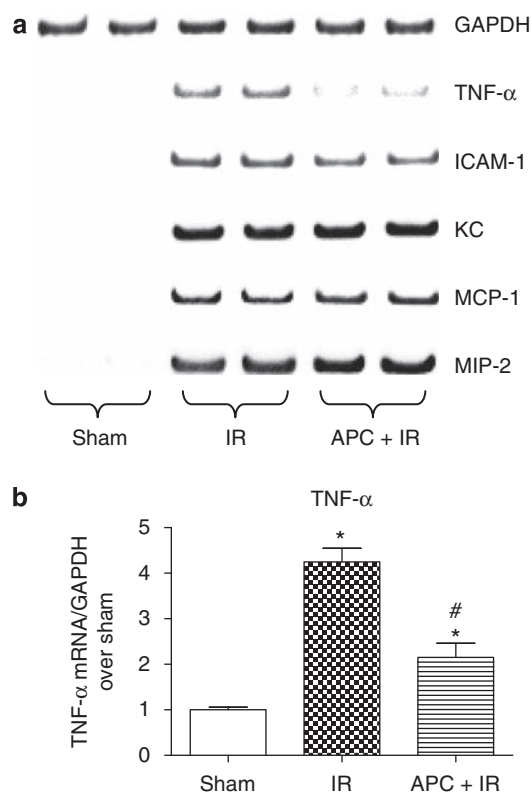 a
GAPDH
TNF-α
ICAM-1
KC
MCP-1
MIP-2
Sham IR APC + IR
b
TNF-α
TNF-α mRNA/GAPDH
over sham
5
4
3
2
1
0
*
#
*
Sham IR APC + IR